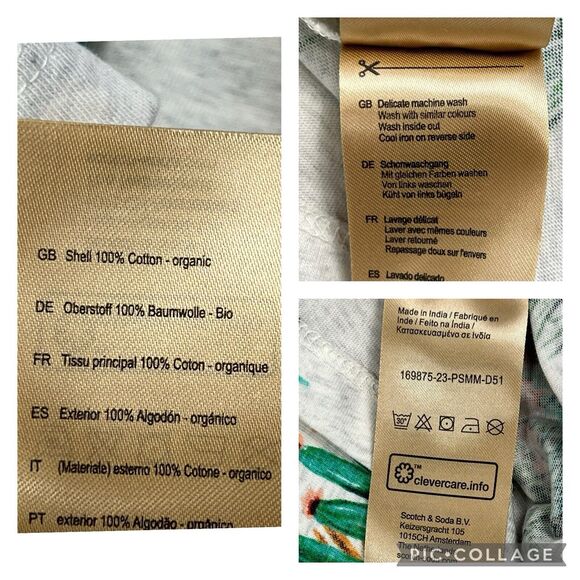 GB Shell 100% Cotton - organic
DE Oberstoff 100% Baumwolle - Bio
FR Tissu principal 100% Coton - organique
ES Exterior 100% Algodón - orgánico
IT (Materiale) esterno 100% Cotone - organico
PT exterior 100% Algodão - orgânico
GB Delicate machine wash
Wash with similar colours
Wash inside out
Cool iron on reverse side
DE Schonwaschgang
Mit gleichen Farben waschen
Von links waschen
Kühl von links bügeln
FR Lavage délicat
Laver avec mêmes couleurs
Laver retourné
Repassage doux sur l'envers
ES Lavado delicado
Made in India / Fabriqué en
Inde / Feito na Índia /
Κατασκευασμένο σε Ινδία
169875-23-PSMM-D51
30°
™
clevercare.info
Scotch & Soda B.V.
Keizersgracht 105
1015CH Amsterdam
The
PIC•COLLAGE